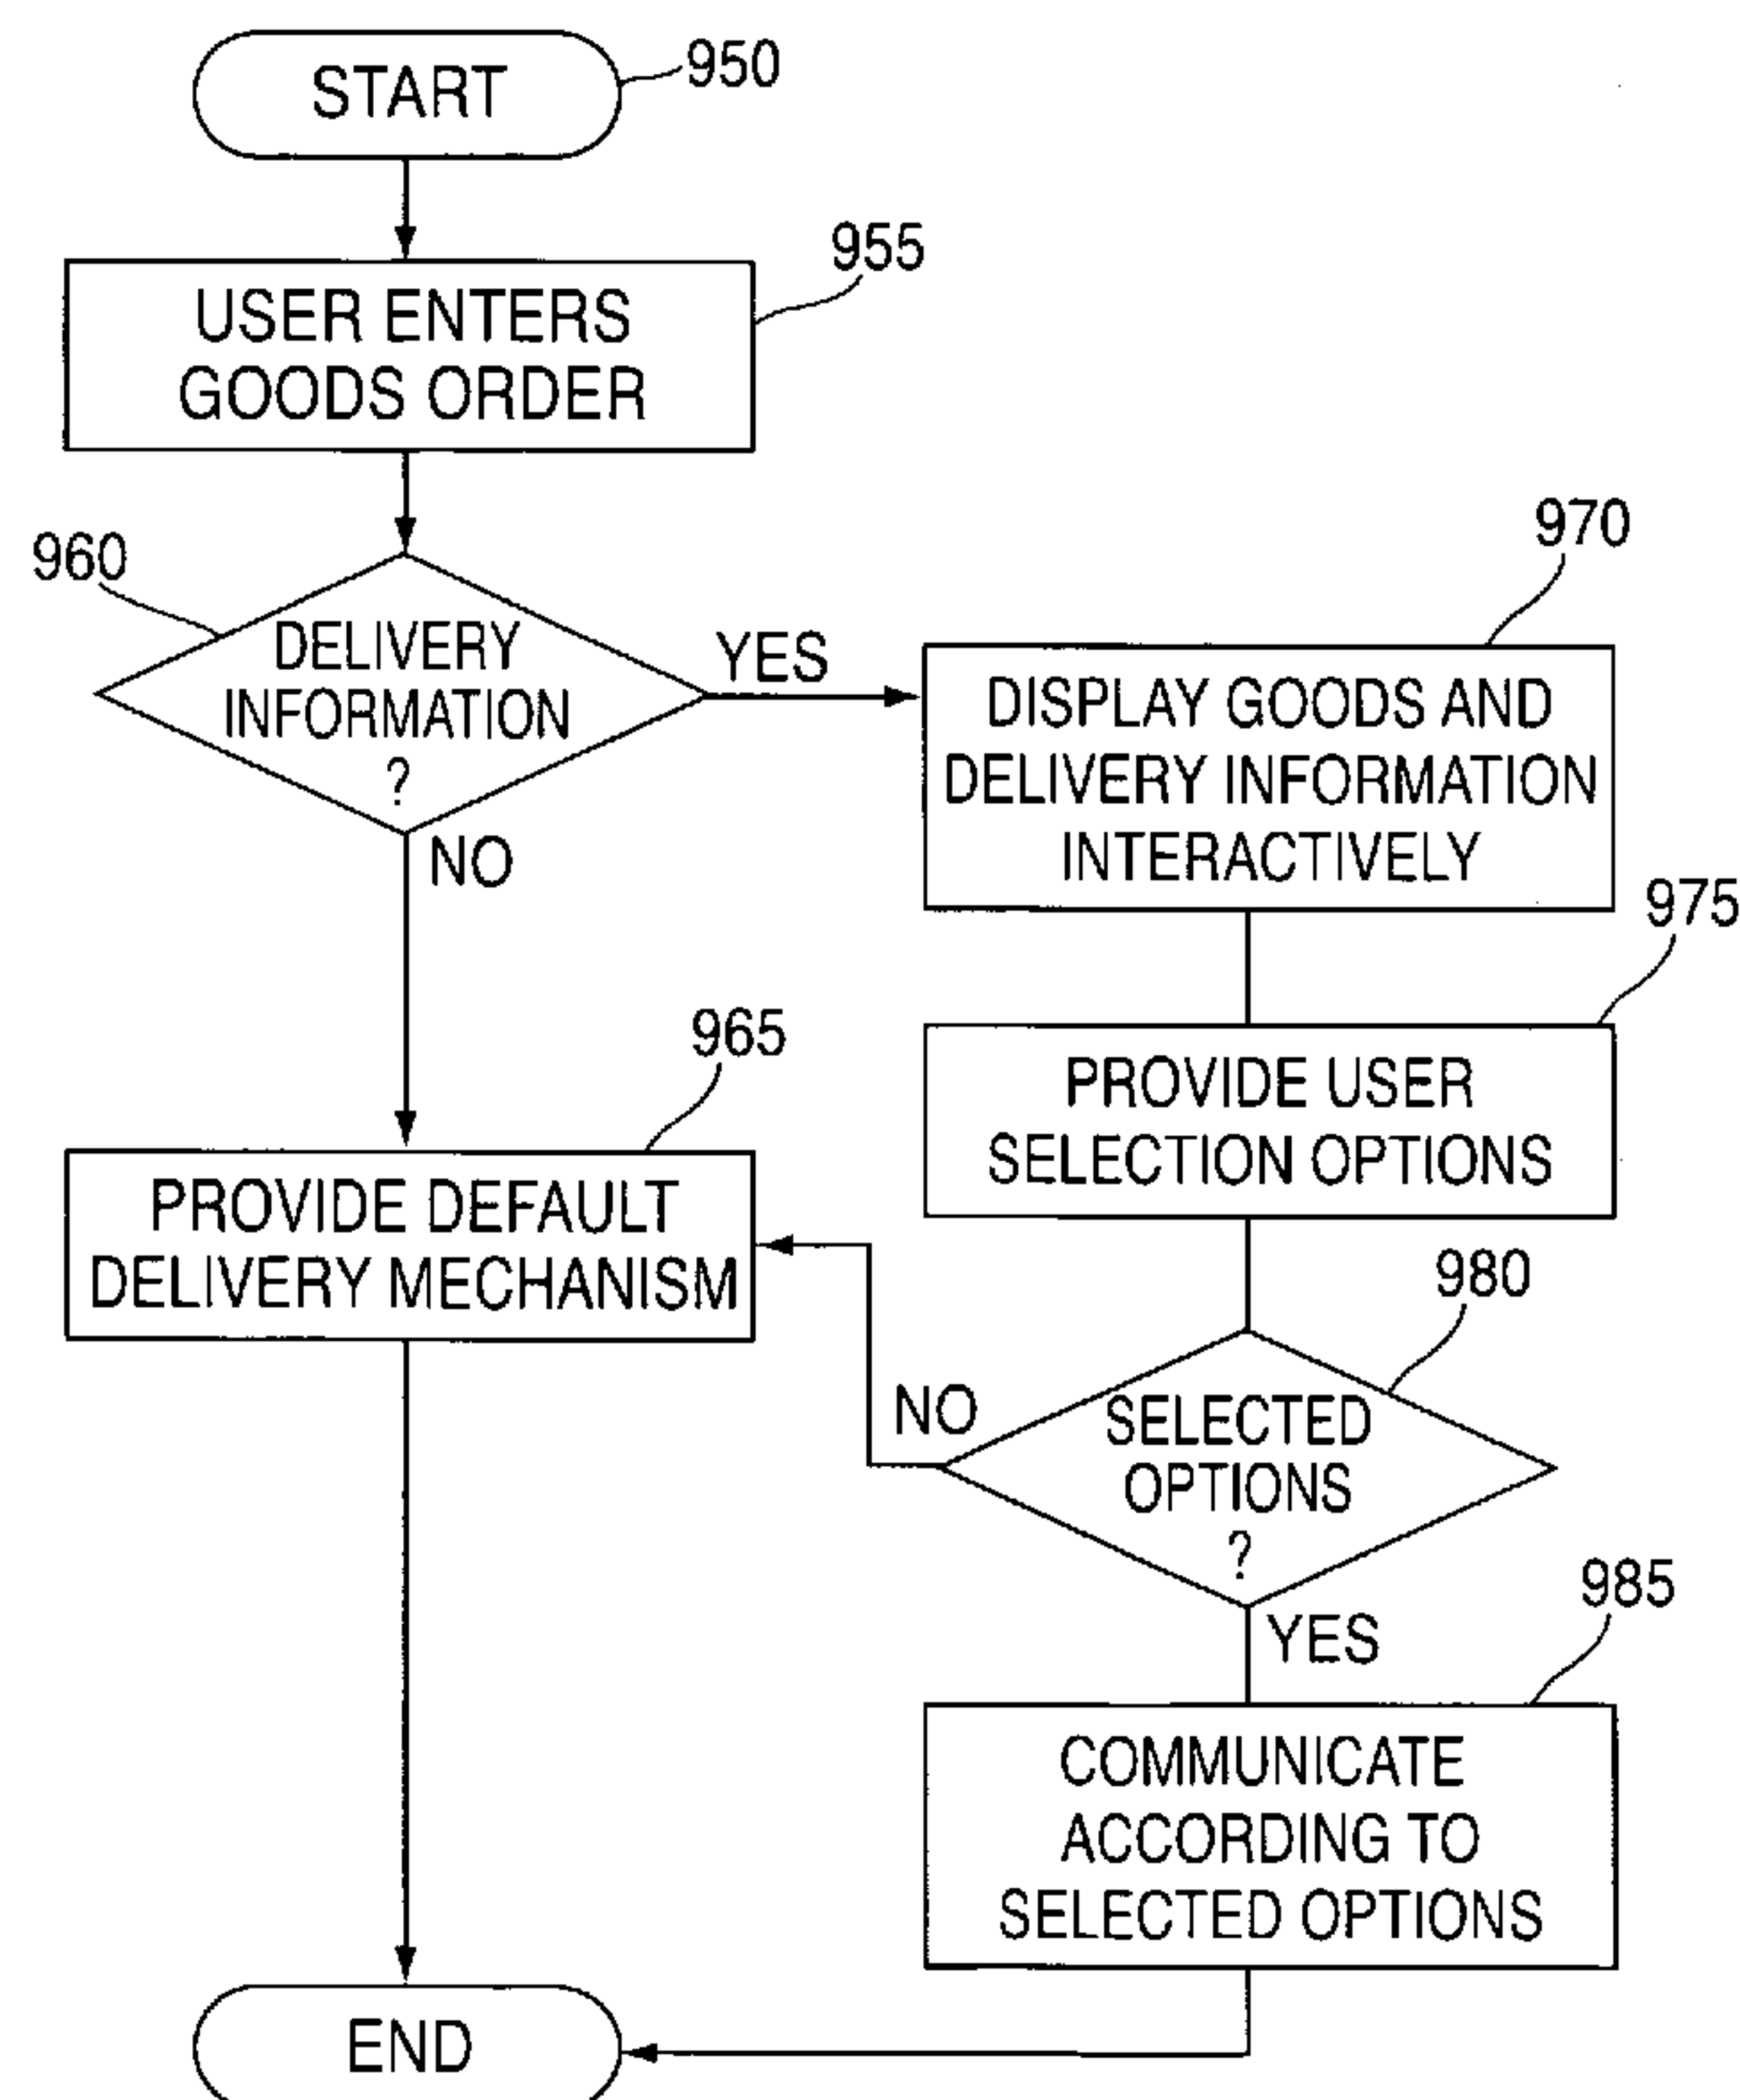 START
950
955
USER ENTERS
GOODS ORDER
960
DELIVERY
INFORMATION
?
YES
NO
970
DISPLAY GOODS AND
DELIVERY INFORMATION
INTERACTIVELY
975
PROVIDE USER
SELECTION OPTIONS
965
PROVIDE DEFAULT
DELIVERY MECHANISM
980
SELECTED
OPTIONS
?
NO
YES
985
COMMUNICATE
ACCORDING TO
SELECTED OPTIONS
END